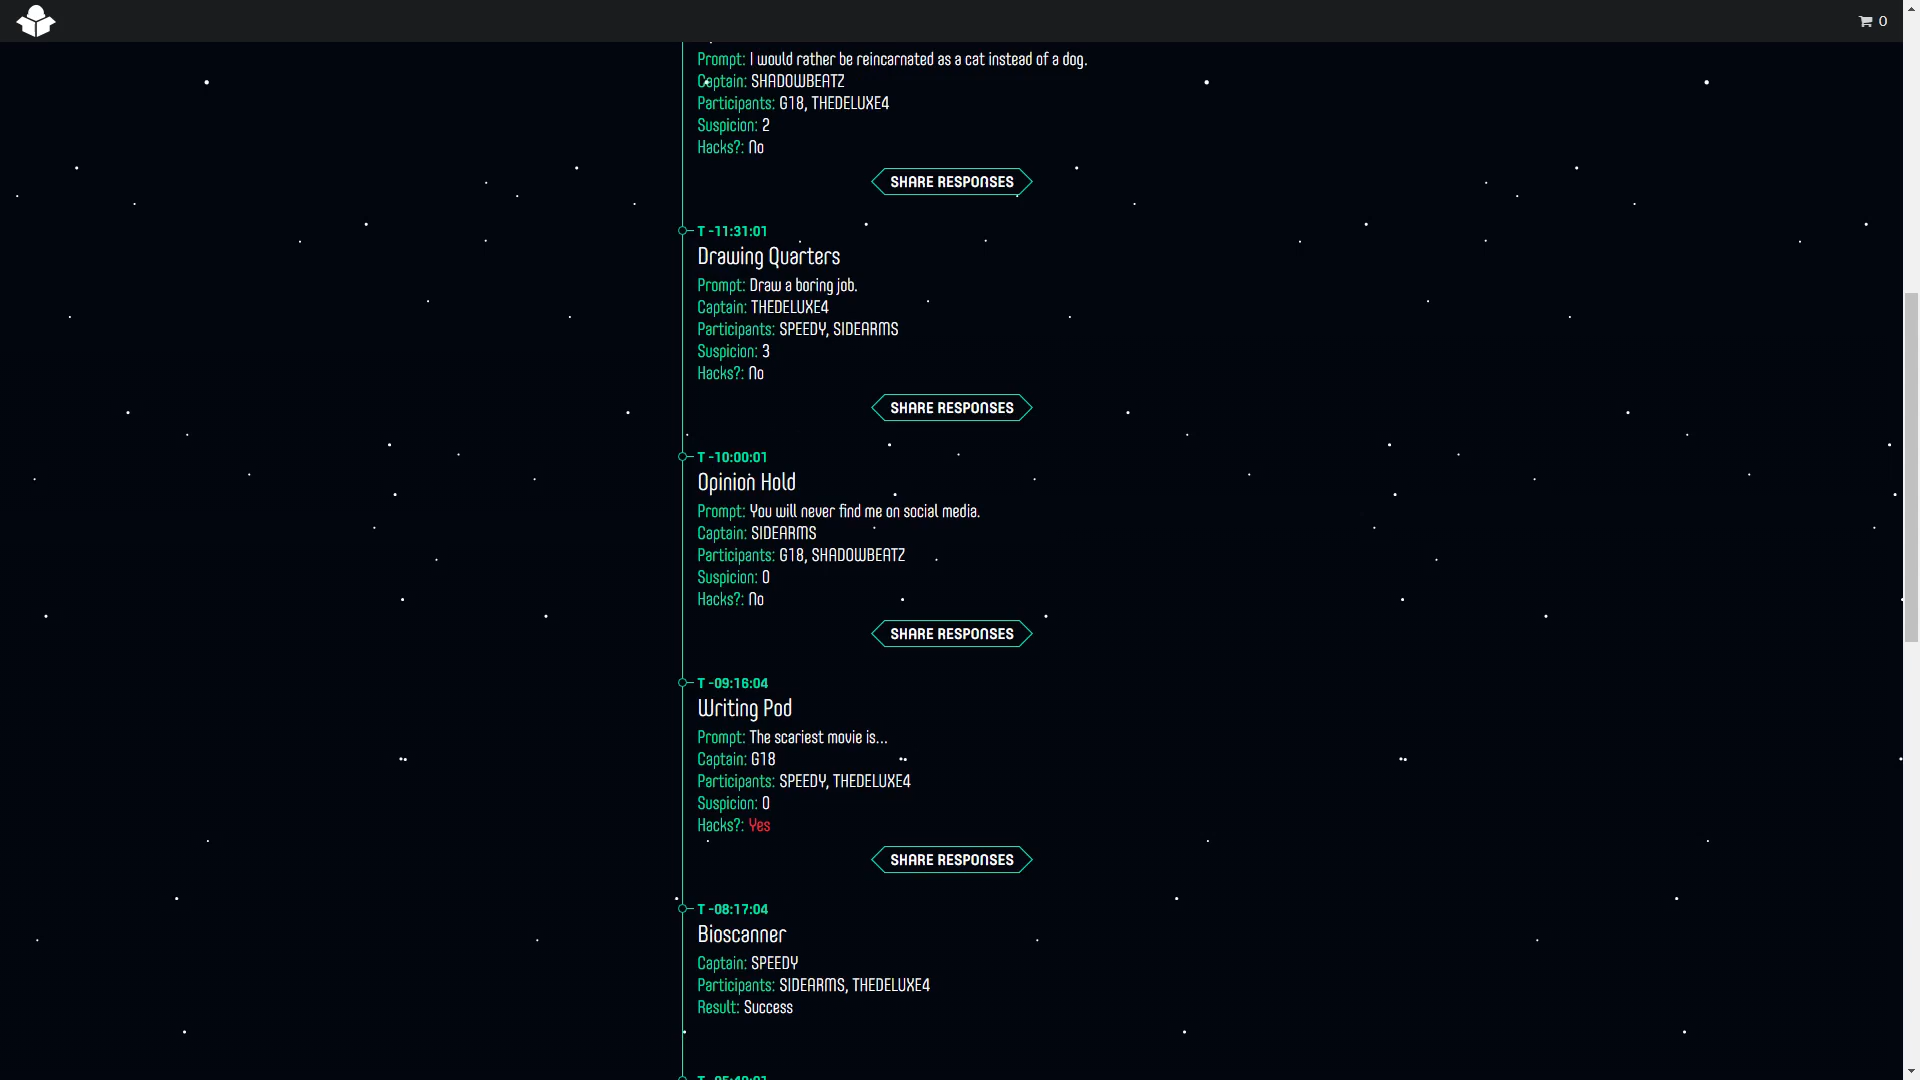 0
Prompt: I would rather be reincarnated as a cat instead of a dog.
Captain: SHADOWBEATZ
Participants: G18, THEDELUXE4
Suspicion: 2
Hacks?: No
SHARE RESPONSES
T -11:31:01
Drawing Quarters
Prompt: Draw a boring job.
Captain: THEDELUXE4
Participants: SPEEDY, SIDEARMS
Suspicion: 3
Hacks?: No
SHARE RESPONSES
T -10:00:01
Opinion Hold
Prompt: You will never find me on social media.
Captain: SIDEARMS
Participants: G18, SHADOWBEATZ
Suspicion: 0
Hacks?: No
SHARE RESPONSES
T -09:16:04
Writing Pod
Prompt: The scariest movie is...
Captain: G18
Participants: SPEEDY, THEDELUXE4
Suspicion: 0
Hacks?: Yes
SHARE RESPONSES
T -08:17:04
Bioscanner
Captain: SPEEDY
Participants: SIDEARMS, THEDELUXE4
Result: Success